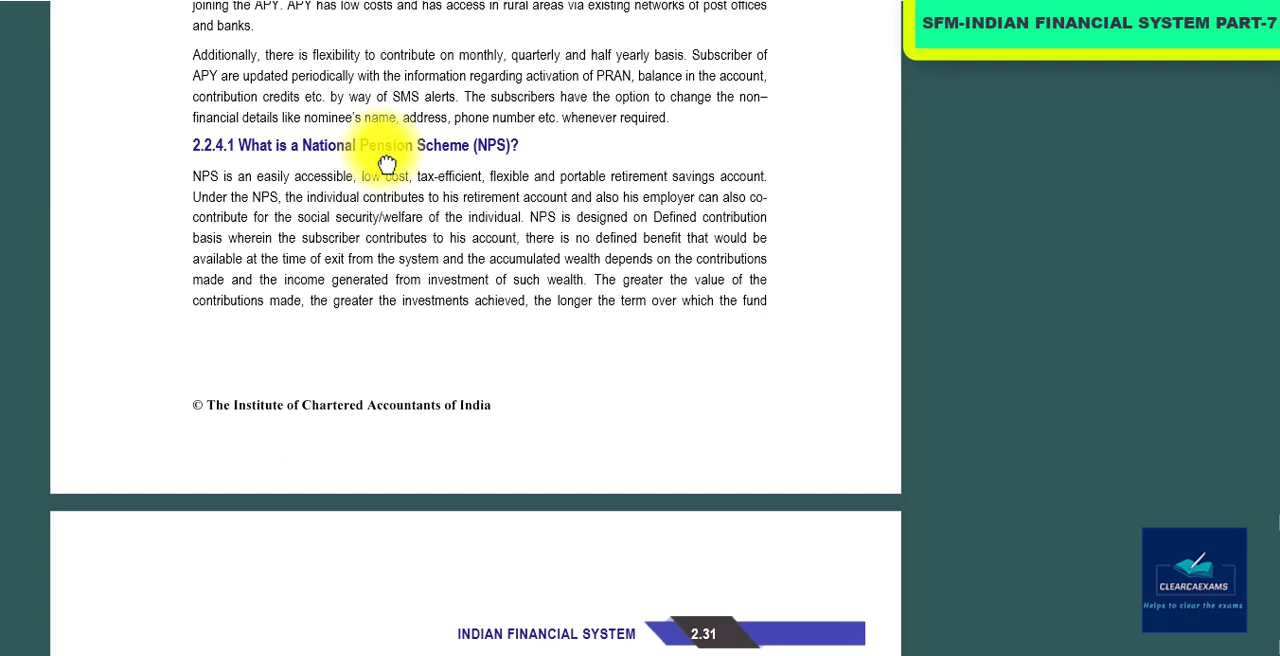 joining the APY. APY has low costs and has access in rural areas via existing networks of post offices
and banks.
SFM-INDIAN FINANCIAL SYSTEM PART-7
Additionally, there is flexibility to contribute on monthly, quarterly and half yearly basis. Subscriber of
APY are updated periodically with the information regarding activation of PRAN, balance in the account,
contribution credits etc. by way of SMS alerts. The subscribers have the option to change the non–
financial details like nominee's name, address, phone number etc. whenever required.
2.2.4.1 What is a National Pension Scheme (NPS)?
NPS is an easily accessible, low cost, tax-efficient, flexible and portable retirement savings account.
Under the NPS, the individual contributes to his retirement account and also his employer can also co-
contribute for the social security/welfare of the individual. NPS is designed on Defined contribution
basis wherein the subscriber contributes to his account, there is no defined benefit that would be
available at the time of exit from the system and the accumulated wealth depends on the contributions
made and the income generated from investment of such wealth. The greater the value of the
contributions made, the greater the investments achieved, the longer the term over which the fund
© The Institute of Chartered Accountants of India
INDIAN FINANCIAL SYSTEM 2.31
CLEARCAEXAMS
Helps to clear the exams